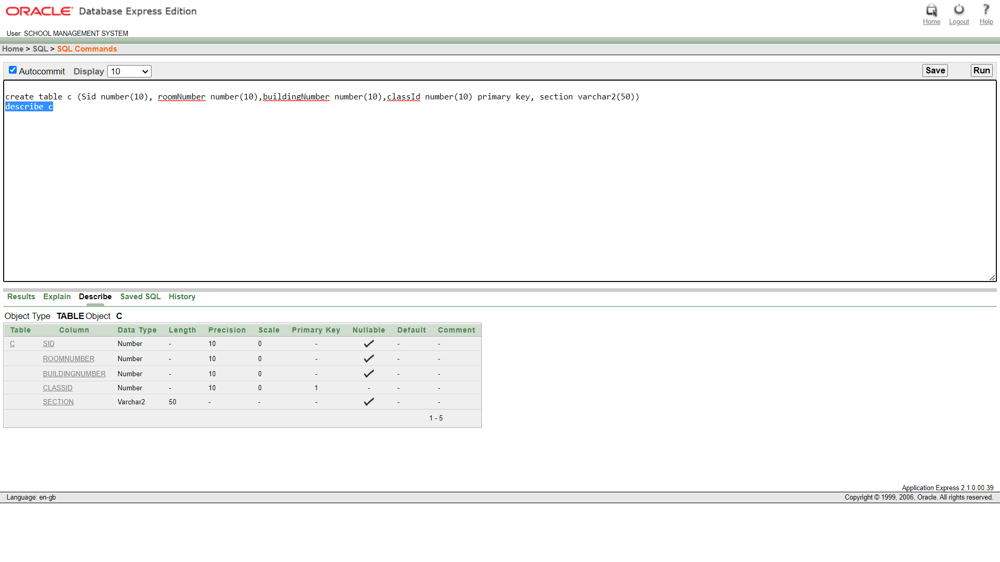 ORACLE Database Express Edition
Home Logout Help
User: SCHOOL MANAGEMENT SYSTEM
Home > SQL > SQL Commands
Autocommit Display 10 Save Run
create table c (Sid number(10), roomNumber number(10),buildingNumber number(10),classId number(10) primary key, section varchar2(50))
describe c
Results Explain Describe Saved SQL History
Object Type TABLE Object C
Table Column Data Type Length Precision Scale Primary Key Nullable Default Comment
C SID Number - 10 0 - - -
ROOMNUMBER Number - 10 0 - - -
BUILDINGNUMBER Number - 10 0 - - -
CLASSID Number - 10 0 1 - - -
SECTION Varchar2 50 - - - - -
1 - 5
Application Express 2.1.0.00.39
Language: en-gb Copyright © 1999, 2006, Oracle. All rights reserved.